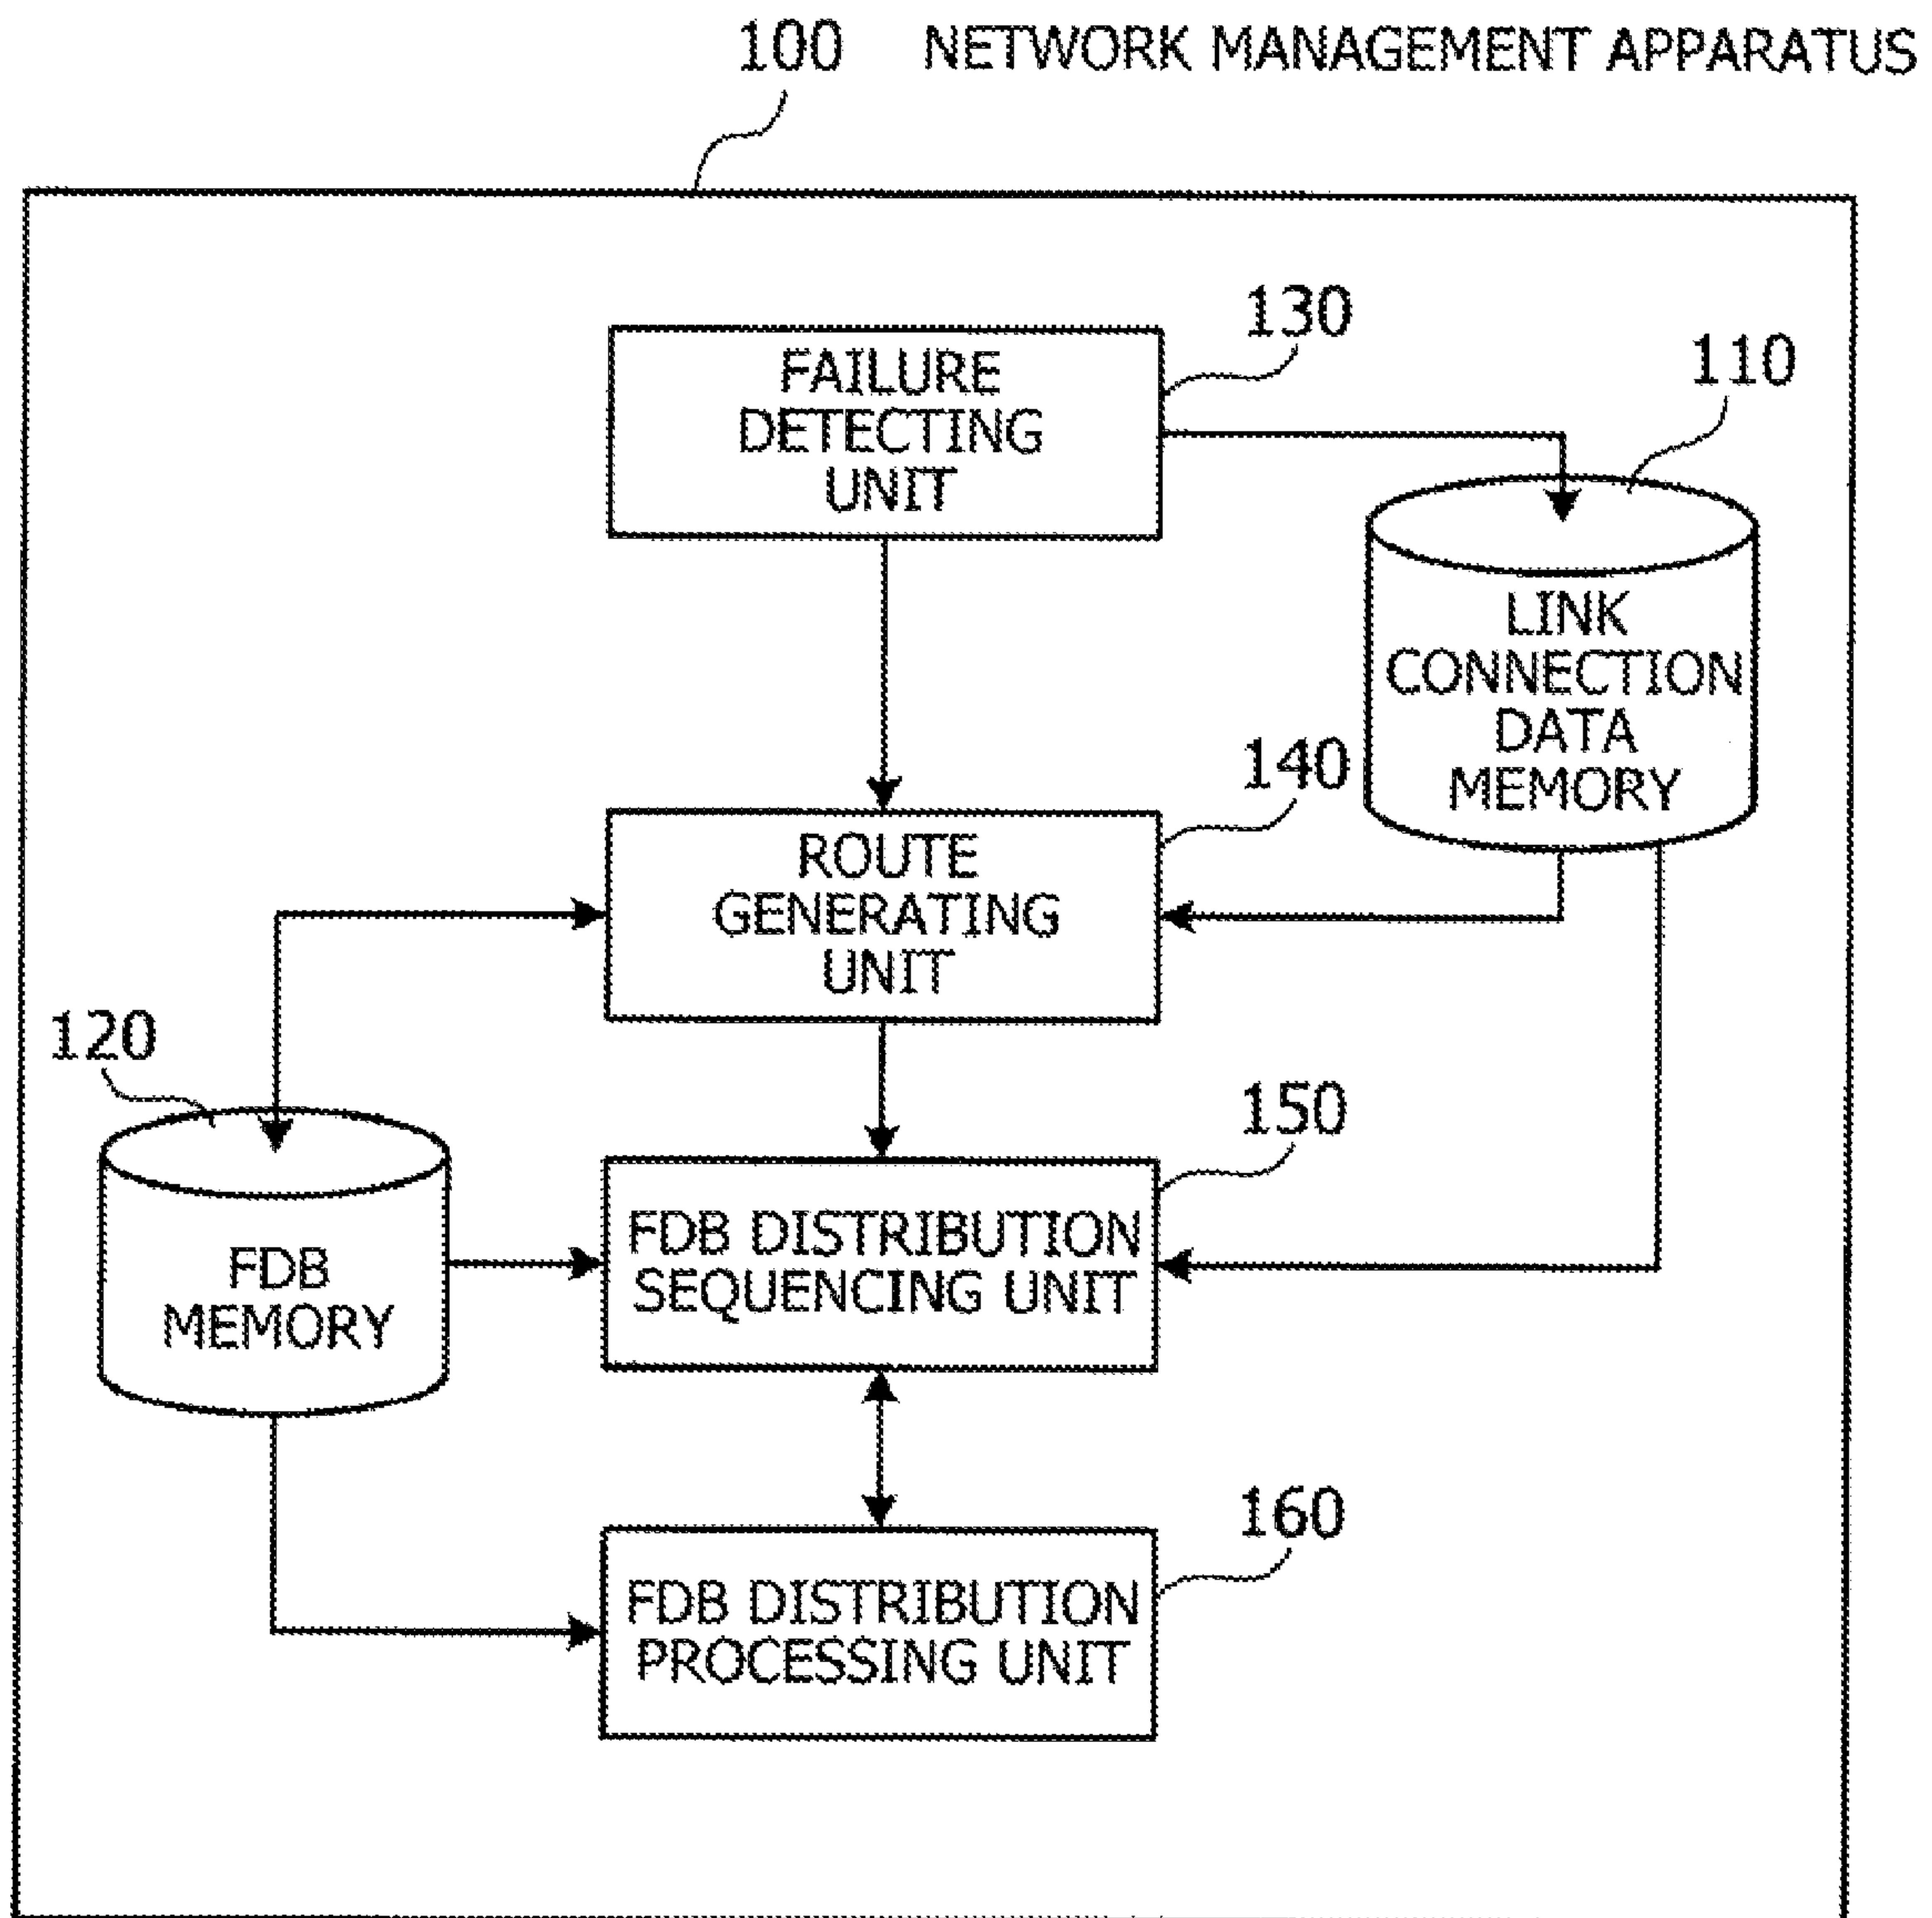 100 NETWORK MANAGEMENT APPARATUS
130
FAILURE
DETECTING
UNIT
110
LINK
CONNECTION
DATA
MEMORY
140
ROUTE
GENERATING
UNIT
120
FDB
MEMORY
150
FDB DISTRIBUTION
SEQUENCING UNIT
160
FDB DISTRIBUTION
PROCESSING UNIT